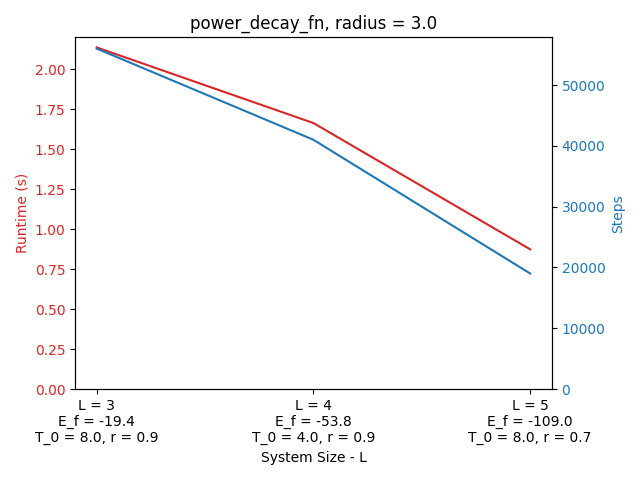 power_decay_fn, radius = 3.0
Runtime (s)
2.00
1.75
1.50
1.25
1.00
0.75
0.50
0.25
0.00
50000
40000
30000
20000
10000
0
Steps
L = 3
E_f = -19.4
T_0 = 8.0, r = 0.9
L = 4
E_f = -53.8
T_0 = 4.0, r = 0.9
L = 5
E_f = -109.0
T_0 = 8.0, r = 0.7
System Size - L